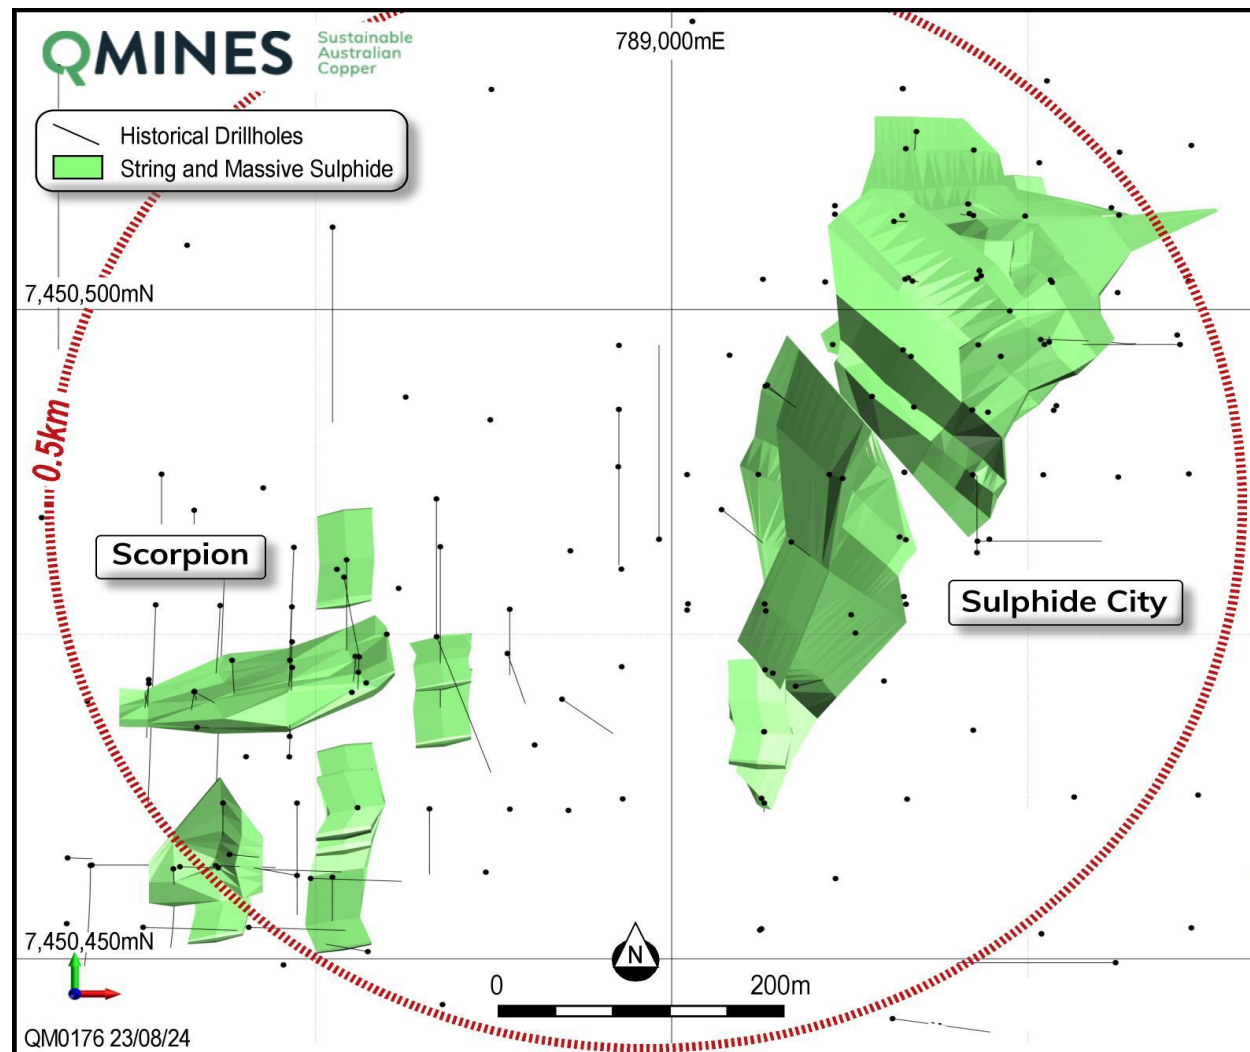 QMINES
Sustainable
Australian
Copper
789,000mE
Historical Drillholes
String and Massive Sulphide
7,450,500mN
0.5km
Scorpion
Sulphide City
7,450,450mN
N
0
200m
QM0176 23/08/24